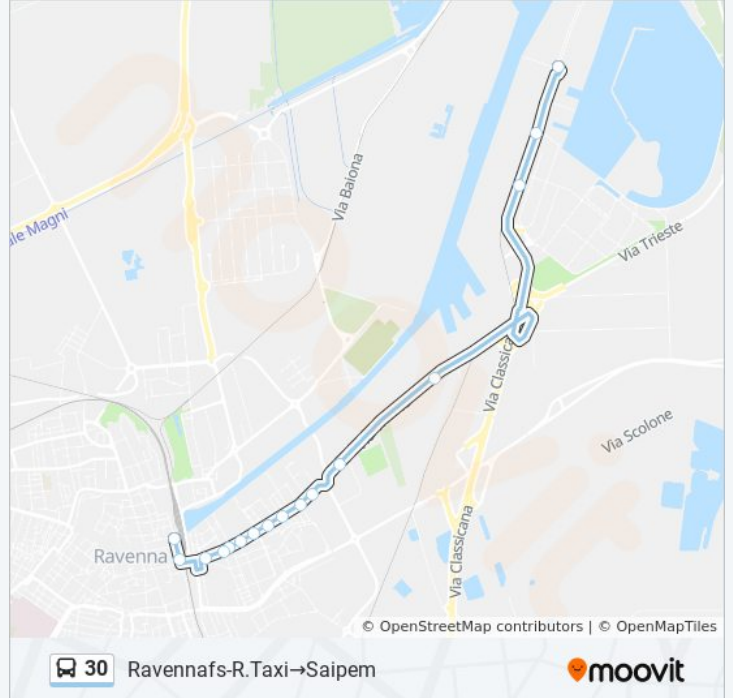 Via Baiona
ale Magni
Via Trieste
Via Classica
Via Scolone
Via Classicana
Ravenna
© OpenStreetMap contributors | © OpenMapTiles
30 Ravennafs-R.Taxi→Saipem
moovit